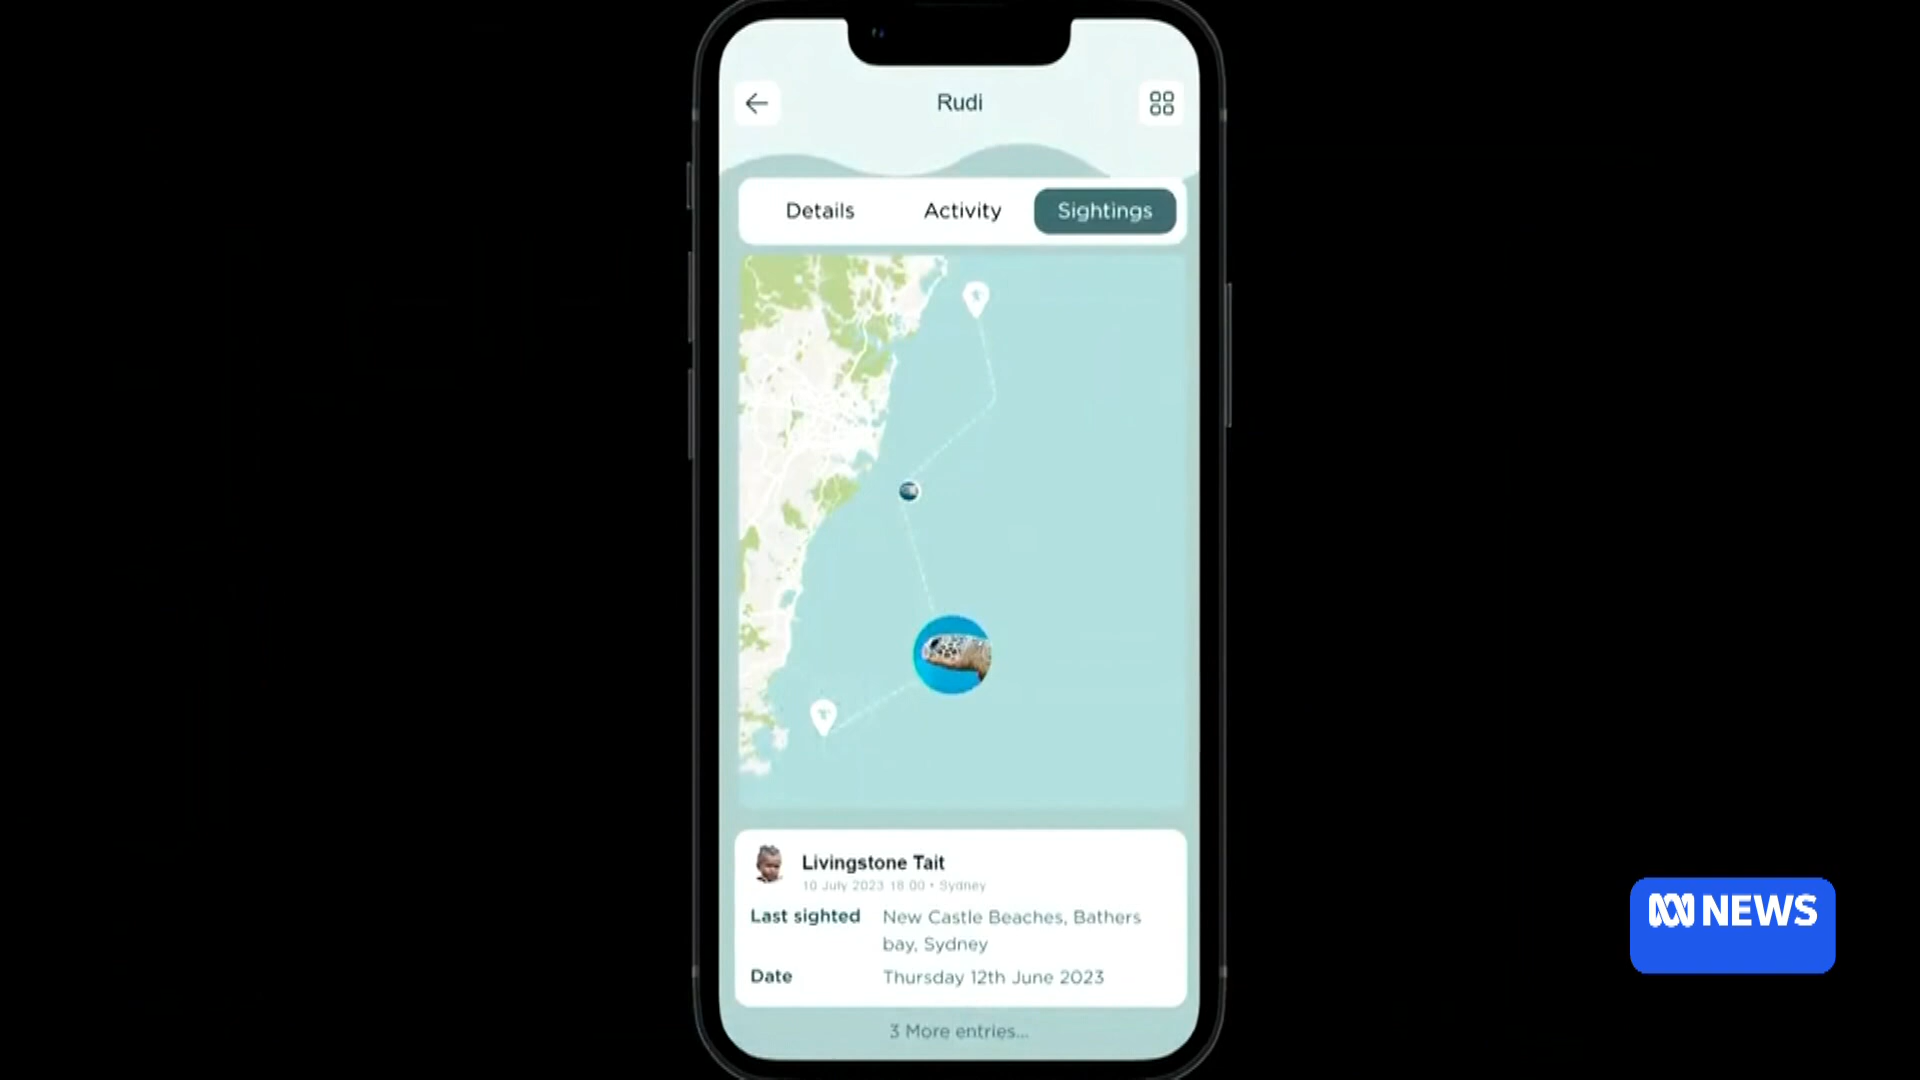 Rudi
Details
Activity
Sightings
Livingstone Tait
10 July 2023 18:00 • Sydney
Last sighted
New Castle Beaches, Bathers
bay, Sydney
Date
Thursday 12th June 2023
3 More entries...
NEWS